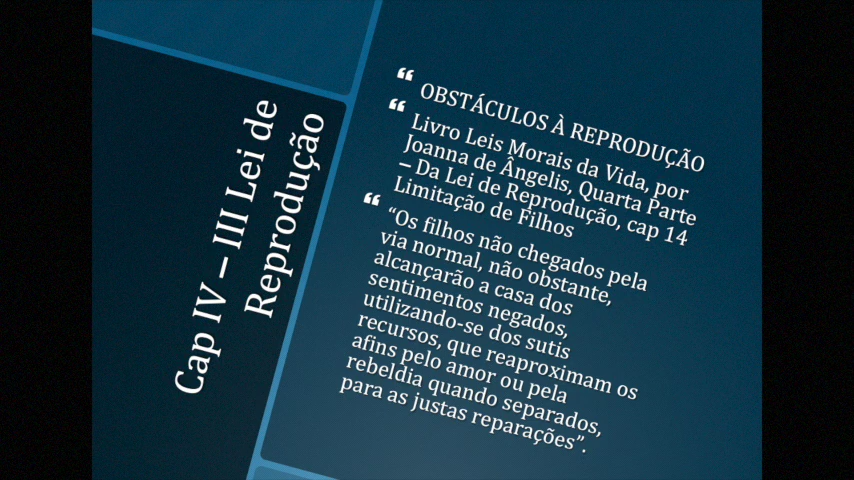 Cap IV – III Lei de
Reprodução
OBSTÁCULOS À REPRODUÇÃO
Livro Leis Morais da Vida, por
Joanna de Ângelis, Quarta Parte
– Da Lei de Reprodução, cap 14
Limitação de Filhos
“Os filhos não chegados pela
via normal, não obstante,
alcançarão a casa dos
sentimentos negados,
utilizando-se dos sutis
recursos, que reaproximam os
afins pelo amor ou pela
rebeldia quando separados,
para as justas reparações”.